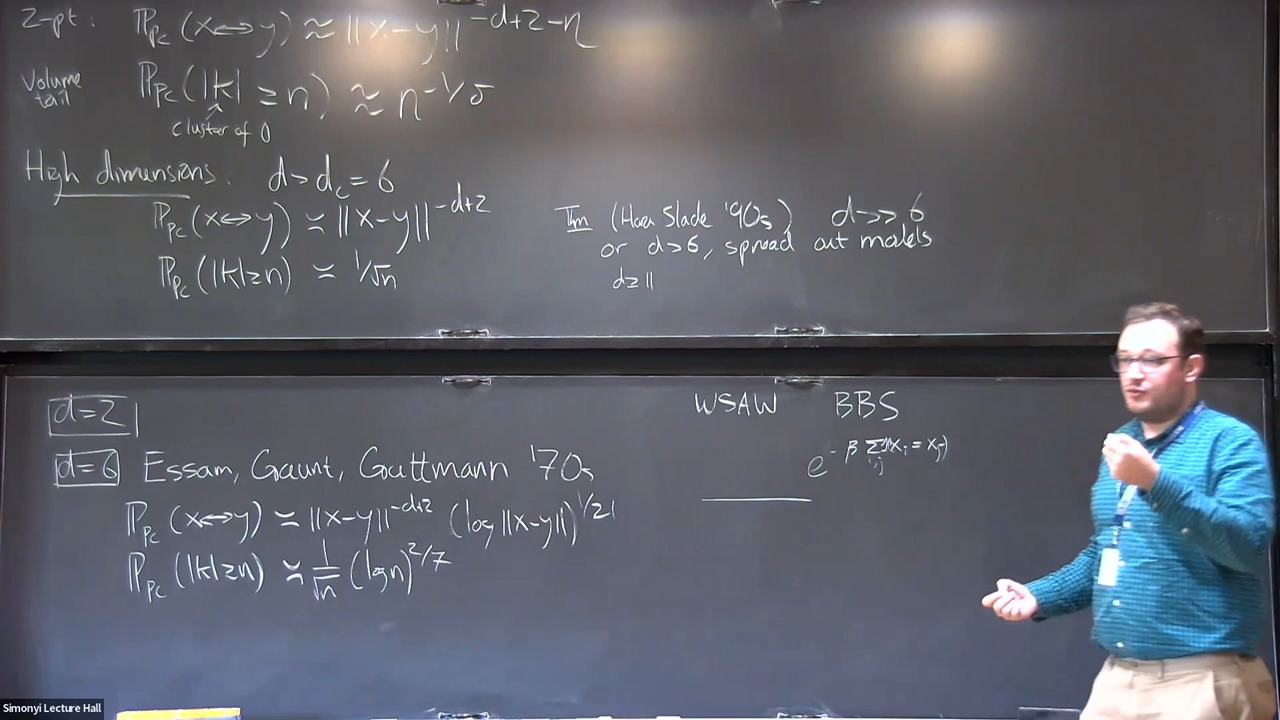 2-pt: ℙ_pc (x↔y) ≈ ||x-y||^{-d+2-η}
Volume tail ℙ_pc (|K| ≥ n) ≈ n^{-1/δ}
cluster of 0
High dimensions. d > d_c = 6
ℙ_pc (x↔y) ≍ ||x-y||^{-d+2}
ℙ_pc (|K| ≥ n) ≍ 1/√n
Thm (Hara Slade '90s) d >> 6
or d>6, spread out models
d≥11
d=2
d=6 Essam, Gaunt, Guttmann '70s
ℙ_pc (x↔y) ≍ ||x-y||^{-d+2} (log ||x-y||)^{1/21}
ℙ_pc (|K| ≥ n) ≍ 1/√n (log n)^{2/7}
WSAW BBS
e^{-β Σ_{i,j} 1(X_i = X_j)}
Simonyi Lecture Hall